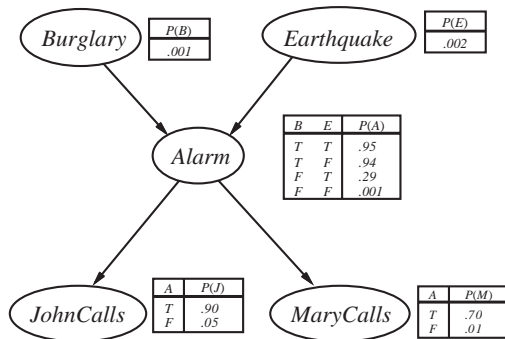 Burglary
P(B)
.001
Earthquake
P(E)
.002
Alarm
B E P(A)
T T .95
T F .94
F T .29
F F .001
JohnCalls
A P(J)
T .90
F .05
MaryCalls
A P(M)
T .70
F .01